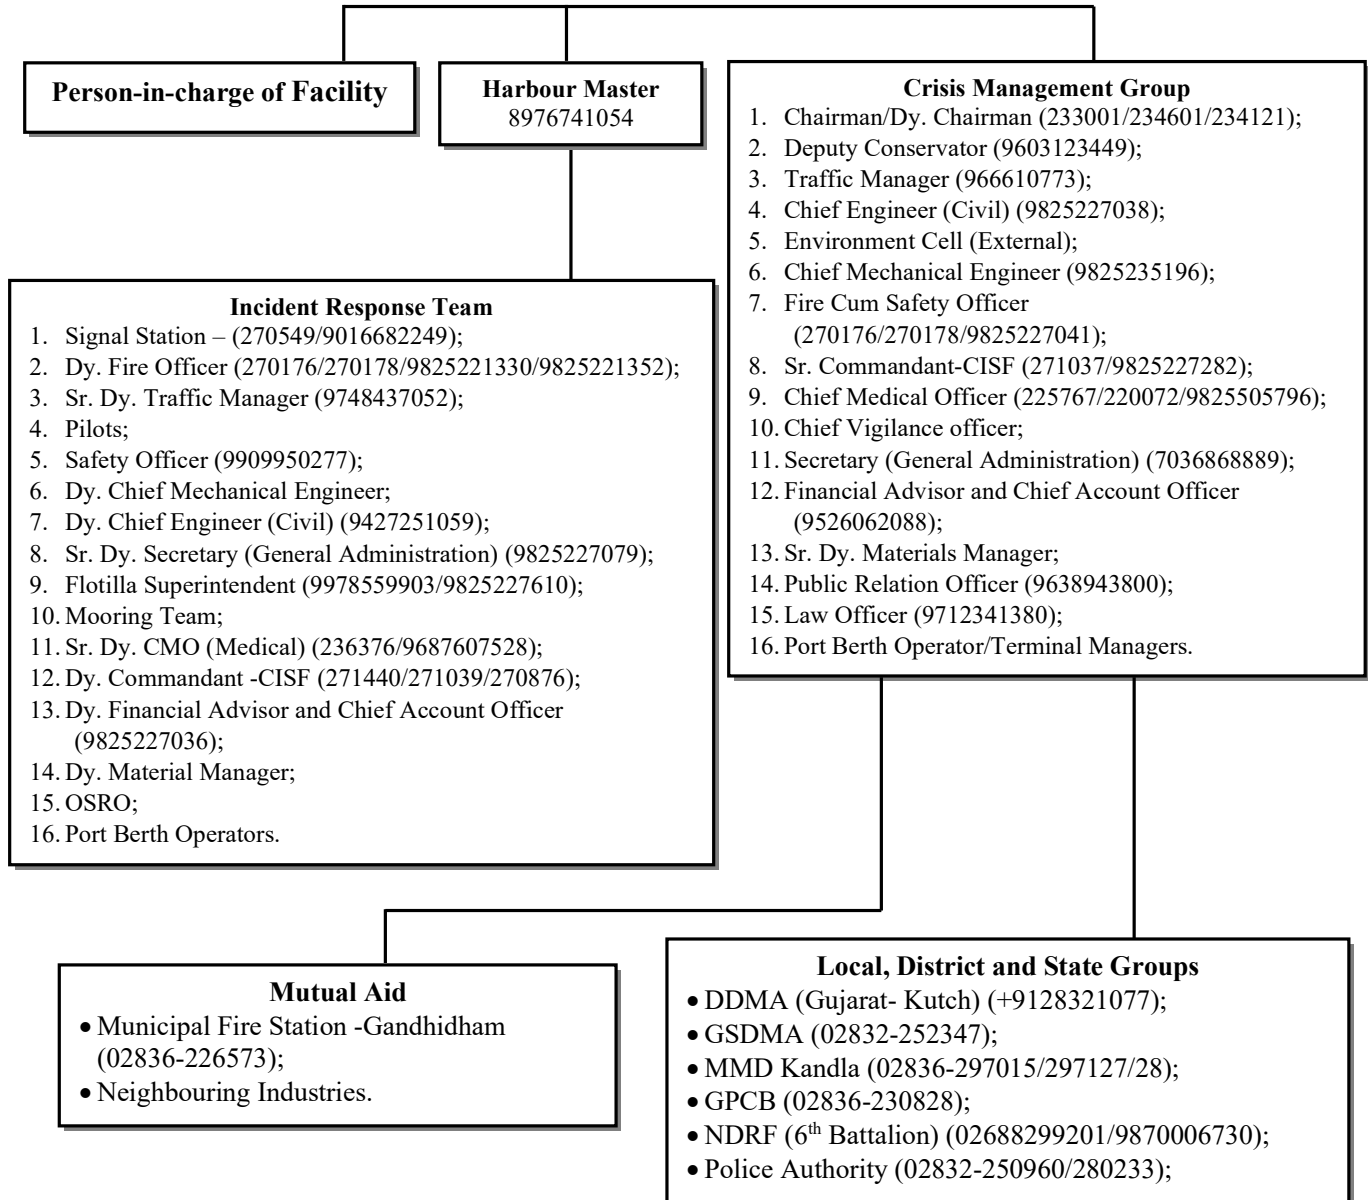 Person-in-charge of Facility
Harbour Master
8976741054
Crisis Management Group
1. Chairman/Dy. Chairman (233001/234601/234121);
2. Deputy Conservator (9603123449);
3. Traffic Manager (966610773);
4. Chief Engineer (Civil) (9825227038);
5. Environment Cell (External);
6. Chief Mechanical Engineer (9825235196);
7. Fire Cum Safety Officer
(270176/270178/9825227041);
8. Sr. Commandant-CISF (271037/9825227282);
9. Chief Medical Officer (225767/220072/9825505796);
10. Chief Vigilance officer;
11. Secretary (General Administration) (7036868889);
12. Financial Advisor and Chief Account Officer
(9526062088);
13. Sr. Dy. Materials Manager;
14. Public Relation Officer (9638943800);
15. Law Officer (9712341380);
16. Port Berth Operator/Terminal Managers.
Incident Response Team
1. Signal Station – (270549/9016682249);
2. Dy. Fire Officer (270176/270178/9825221330/9825221352);
3. Sr. Dy. Traffic Manager (9748437052);
4. Pilots;
5. Safety Officer (9909950277);
6. Dy. Chief Mechanical Engineer;
7. Dy. Chief Engineer (Civil) (9427251059);
8. Sr. Dy. Secretary (General Administration) (9825227079);
9. Flotilla Superintendent (9978559903/9825227610);
10. Mooring Team;
11. Sr. Dy. CMO (Medical) (236376/9687607528);
12. Dy. Commandant -CISF (271440/271039/270876);
13. Dy. Financial Advisor and Chief Account Officer
(9825227036);
14. Dy. Material Manager;
15. OSRO;
16. Port Berth Operators.
Mutual Aid
• Municipal Fire Station -Gandhidham
(02836-226573);
• Neighbouring Industries.
Local, District and State Groups
• DDMA (Gujarat- Kutch) (+9128321077);
• GSDMA (02832-252347);
• MMD Kandla (02836-297015/297127/28);
• GPCB (02836-230828);
• NDRF (6th Battalion) (02688299201/9870006730);
• Police Authority (02832-250960/280233);